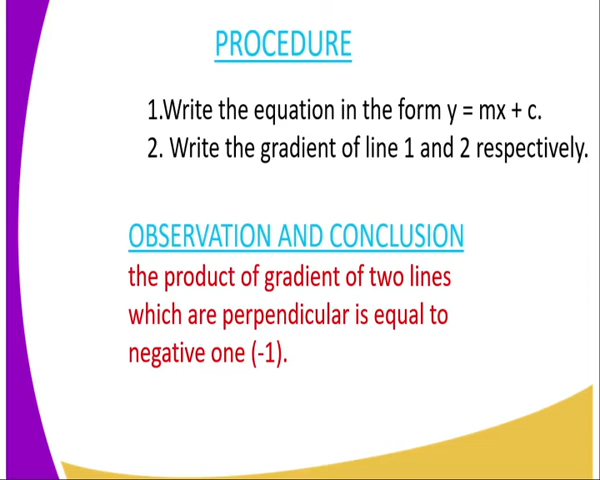 PROCEDURE
1.Write the equation in the form y = mx + c.
2. Write the gradient of line 1 and 2 respectively.
OBSERVATION AND CONCLUSION
the product of gradient of two lines
which are perpendicular is equal to
negative one (-1).